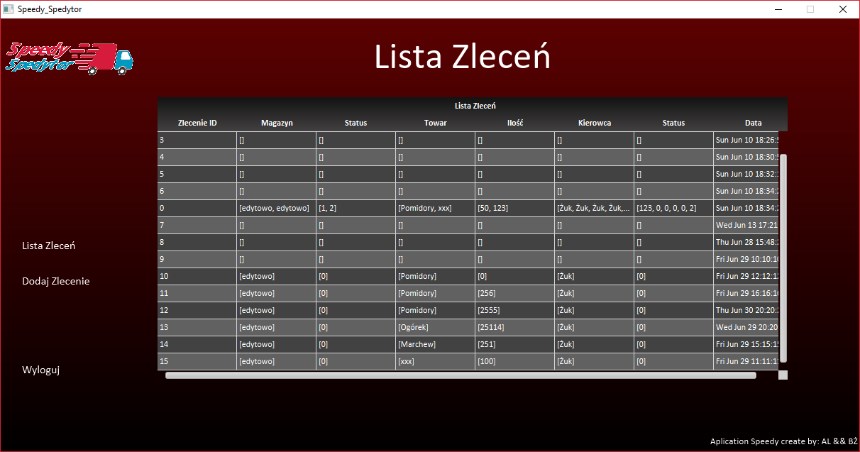 Speedy_Spedytor
Speedy
Spedytor
Lista Zleceń
Lista Zleceń
Zlecenie ID Magazyn Status Towar Ilość Kierowca Status Data
3 [] [] [] [] [] [] Sun Jun 10 18:26:
4 [] [] [] [] [] [] Sun Jun 10 18:30:
5 [] [] [] [] [] [] Sun Jun 10 18:32:
6 [] [] [] [] [] [] Sun Jun 10 18:34:
0 [edytowo, edytowo] [1, 2] [Pomidory, xxx] [50, 123] [Żuk, Żuk, Żuk, Żuk,... [123, 0, 0, 0, 0, 2] Sun Jun 10 18:34:
7 [] [] [] [] [] [] Wed Jun 13 17:21
8 [] [] [] [] [] [] Thu Jun 28 15:48:
9 [] [] [] [] [] [] Fri Jun 29 10:10:1
10 [edytowo] [0] [Pomidory] [0] [Żuk] [0] Fri Jun 29 12:12:1
11 [edytowo] [0] [Pomidory] [256] [Żuk] [0] Fri Jun 29 16:16:1
12 [edytowo] [0] [Pomidory] [2555] [Żuk] [0] Thu Jun 30 20:20:
13 [edytowo] [0] [Ogórek] [25114] [Żuk] [0] Wed Jun 29 20:20
14 [edytowo] [0] [Marchew] [251] [Żuk] [0] Fri Jun 29 15:15:1
15 [edytowo] [0] [xxx] [100] [Żuk] [0] Fri Jun 29 11:11:1
Lista Zleceń
Dodaj Zlecenie
Wyloguj
Aplication Speedy create by: AL && BŻ